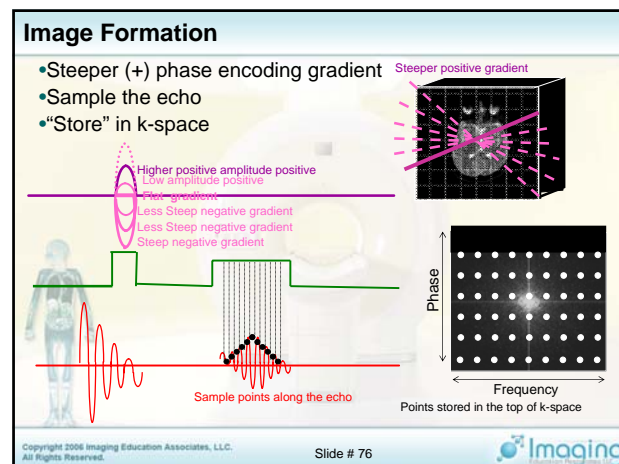 Image Formation
•Steeper (+) phase encoding gradient
•Sample the echo
•“Store” in k-space
Steeper positive gradient
Higher positive amplitude positive
Low amplitude positive
Flat gradient
Less Steep negative gradient
Less Steep negative gradient
Steep negative gradient
Phase
Frequency
Points stored in the top of k-space
Sample points along the echo
Copyright 2006 Imaging Education Associates, LLC.
All Rights Reserved.
Slide # 76
Imaging